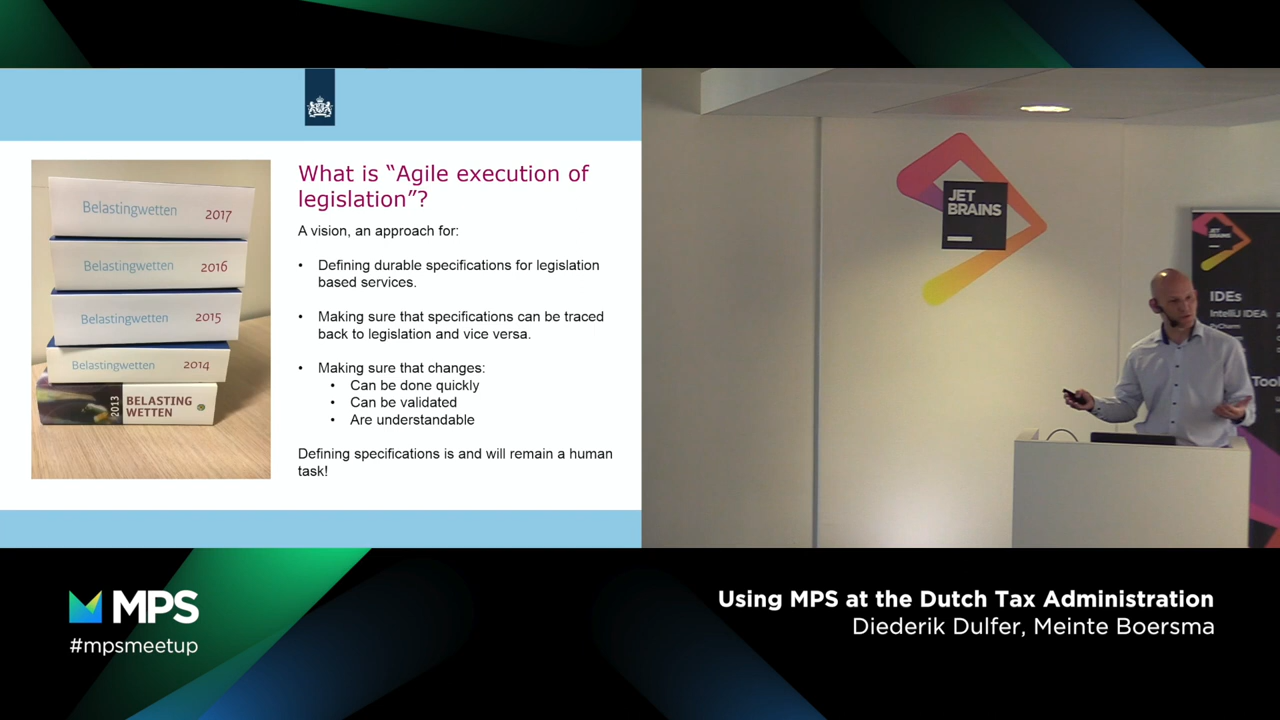 What is “Agile execution of
legislation”?
A vision, an approach for:
• Defining durable specifications for legislation
based services.
• Making sure that specifications can be traced
back to legislation and vice versa.
• Making sure that changes:
• Can be done quickly
• Can be validated
• Are understandable
Defining specifications is and will remain a human
task!
Belastingwetten 2017
Belastingwetten 2016
Belastingwetten 2015
Belastingwetten 2014
2013 BELASTING
WETTEN
JET
BRAINS
JET
BRAINS
IDEs
IntelliJ IDEA
PyCharm
Tool
MPS
#mpsmeetup
Using MPS at the Dutch Tax Administration
Diederik Dulfer, Meinte Boersma